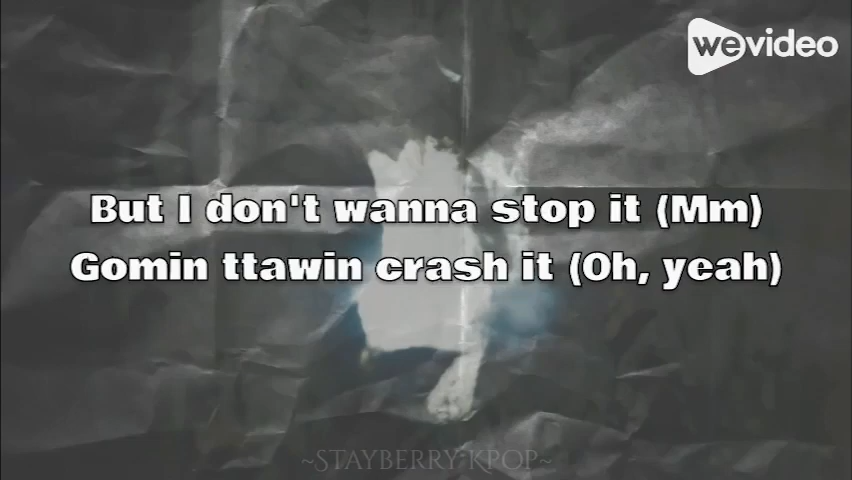 wevideo
But I don't wanna stop it (Mm)
Gomin ttawin crash it (Oh, yeah)
~STAYBERRY KPOP~